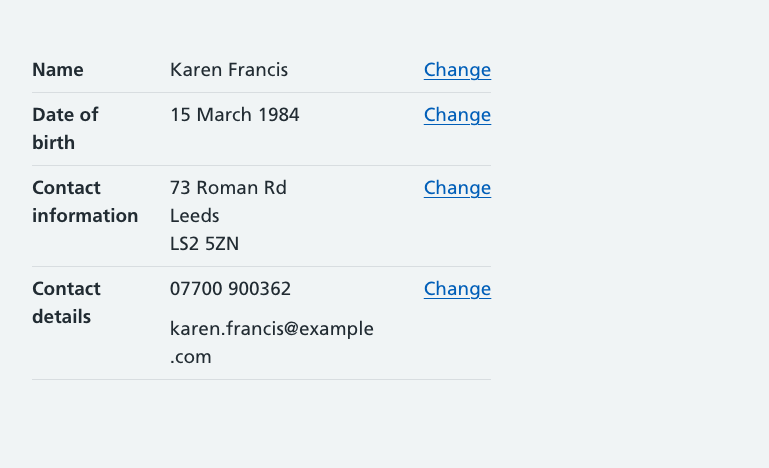 Name Karen Francis Change
Date of birth 15 March 1984 Change
Contact information 73 Roman Rd Change
Leeds
LS2 5ZN
Contact details 07700 900362 Change
karen.francis@example
.com